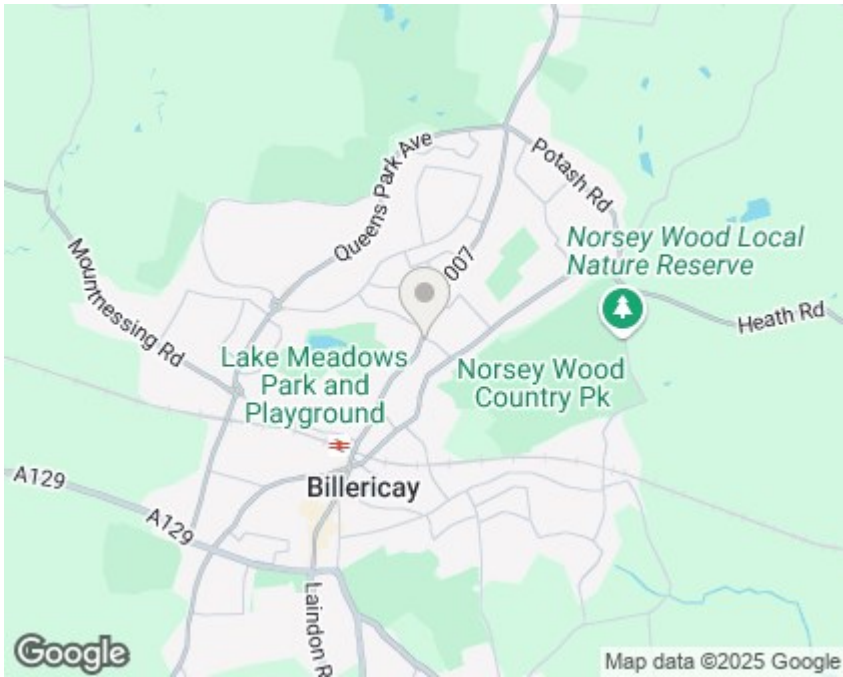 Queens Park Ave
Potash Rd
007
Norsey Wood Local
Nature Reserve
Mountnessing Rd
Heath Rd
Lake Meadows
Park and
Playground
Norsey Wood
Country Pk
A129
Billericay
A129
Laindon R
Google
Map data ©2025 Google